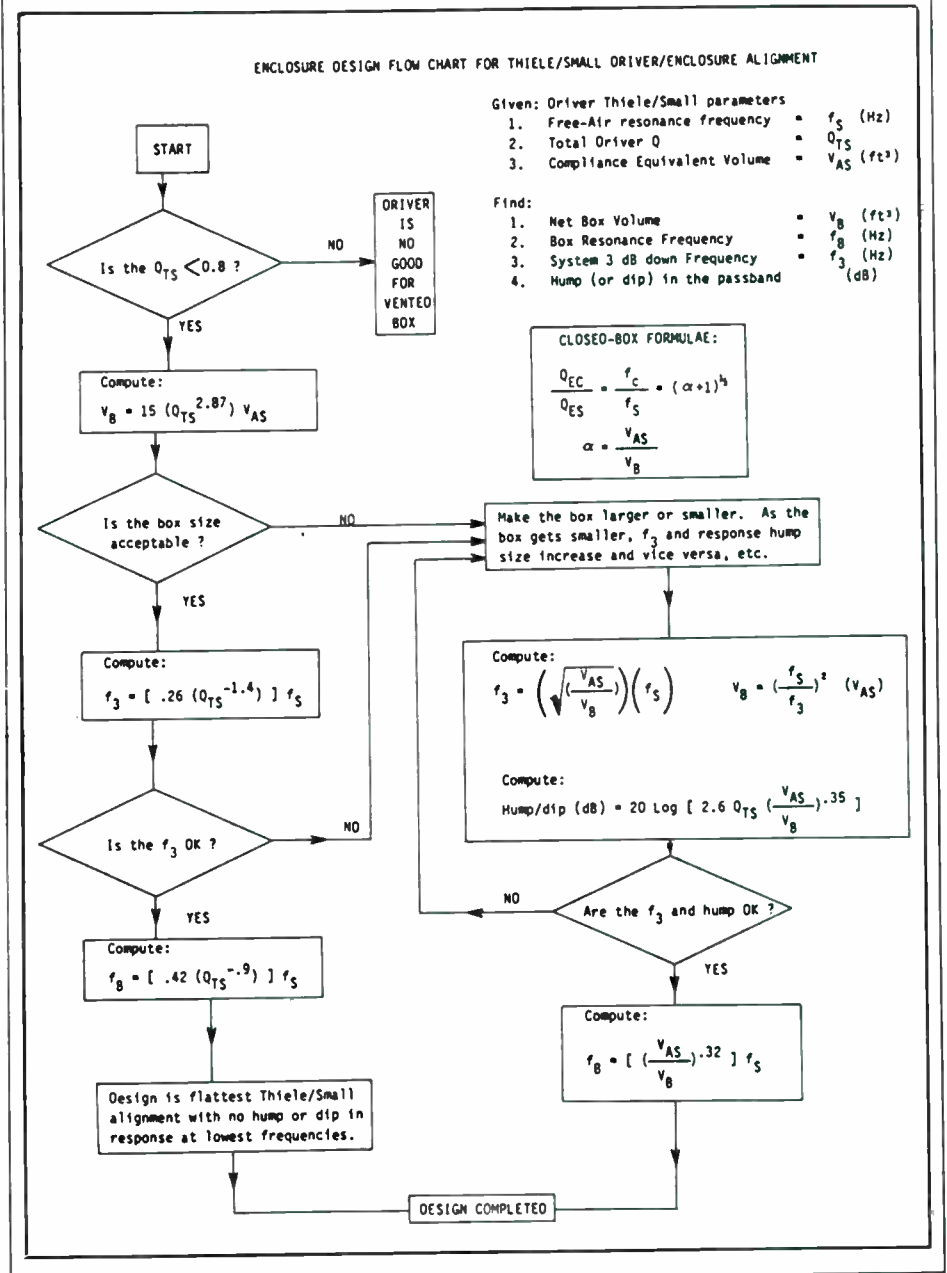 ENCLOSURE DESIGN FLOW CHART FOR THIELE/SMALL DRIVER/ENCLOSURE ALIGNMENT
Given: Driver Thiele/Small parameters
1. Free-Air resonance frequency = fS (Hz)
2. Total Driver Q = QTS
3. Compliance Equivalent Volume = VAS (ft³)
Find:
1. Net Box Volume = VB (ft³)
2. Box Resonance Frequency = fB (Hz)
3. System 3 dB down Frequency = f3 (Hz)
4. Hump (or dip) in the passband (dB)
START
Is the QTS <0.8 ?
NO
DRIVER
IS
NO
GOOD
FOR
VENTED
BOX
YES
Compute:
VB = 15 (QTS^2.87) VAS
CLOSED-BOX FORMULAE:
QEC/QES = fc/fS = (α+1)^½
α = VAS/VB
Is the box size
acceptable ?
NO
Make the box larger or smaller. As the
box gets smaller, f3 and response hump
size increase and vice versa, etc.
YES
Compute:
f3 = [ .26 (QTS^-1.4) ] fS
Compute:
f3 = (√(VAS/VB)) (fS)
VB = (fS/f3)² (VAS)
Compute:
Hump/dip (dB) = 20 Log [ 2.6 QTS (VAS/VB)^.35 ]
Is the f3 OK ?
NO
YES
Are the f3 and hump OK ?
NO
YES
Compute:
fB = [ .42 (QTS^-.9) ] fS
Compute:
fB = [ (VAS/VB)^.32 ] fS
Design is flattest Thiele/Small
alignment with no hump or dip in
response at lowest frequencies.
DESIGN COMPLETED